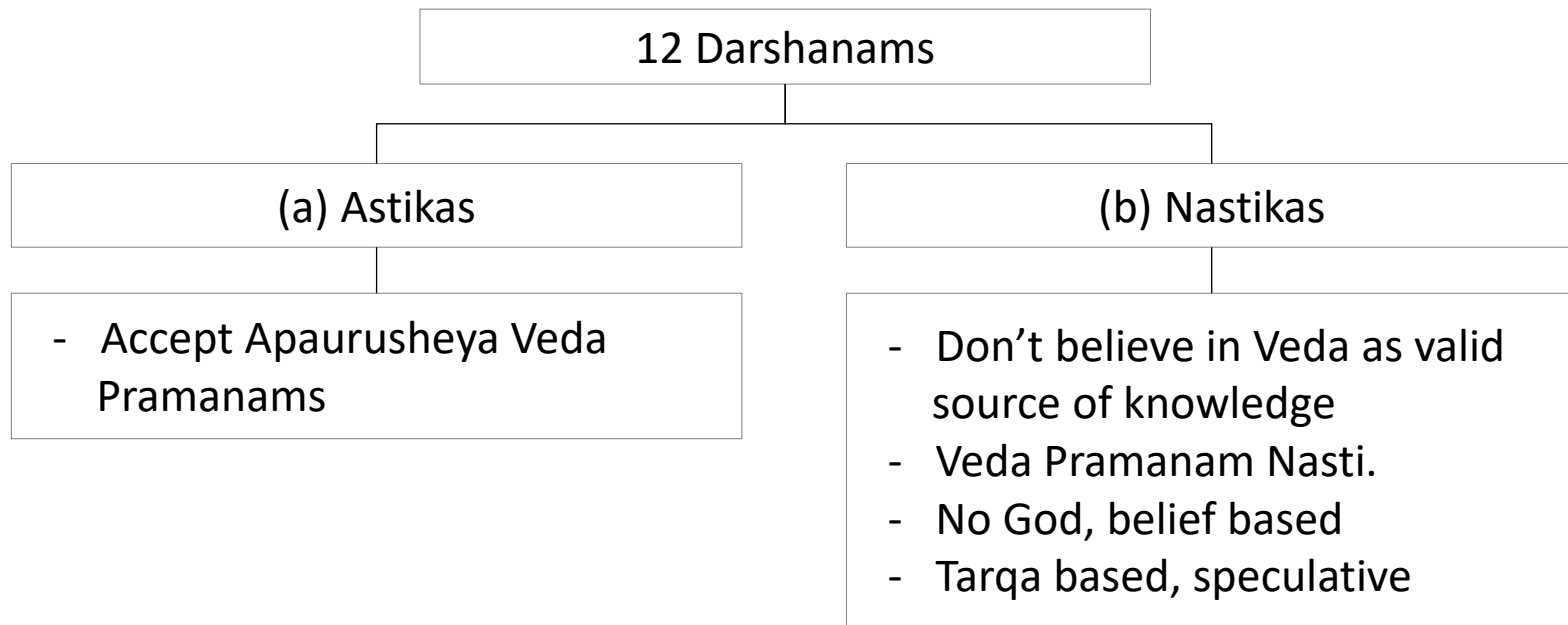 12 Darshanams
(a) Astikas
- Accept Apaurusheya Veda
Pramanams
(b) Nastikas
- Don’t believe in Veda as valid
source of knowledge
- Veda Pramanam Nasti.
- No God, belief based
- Tarqa based, speculative